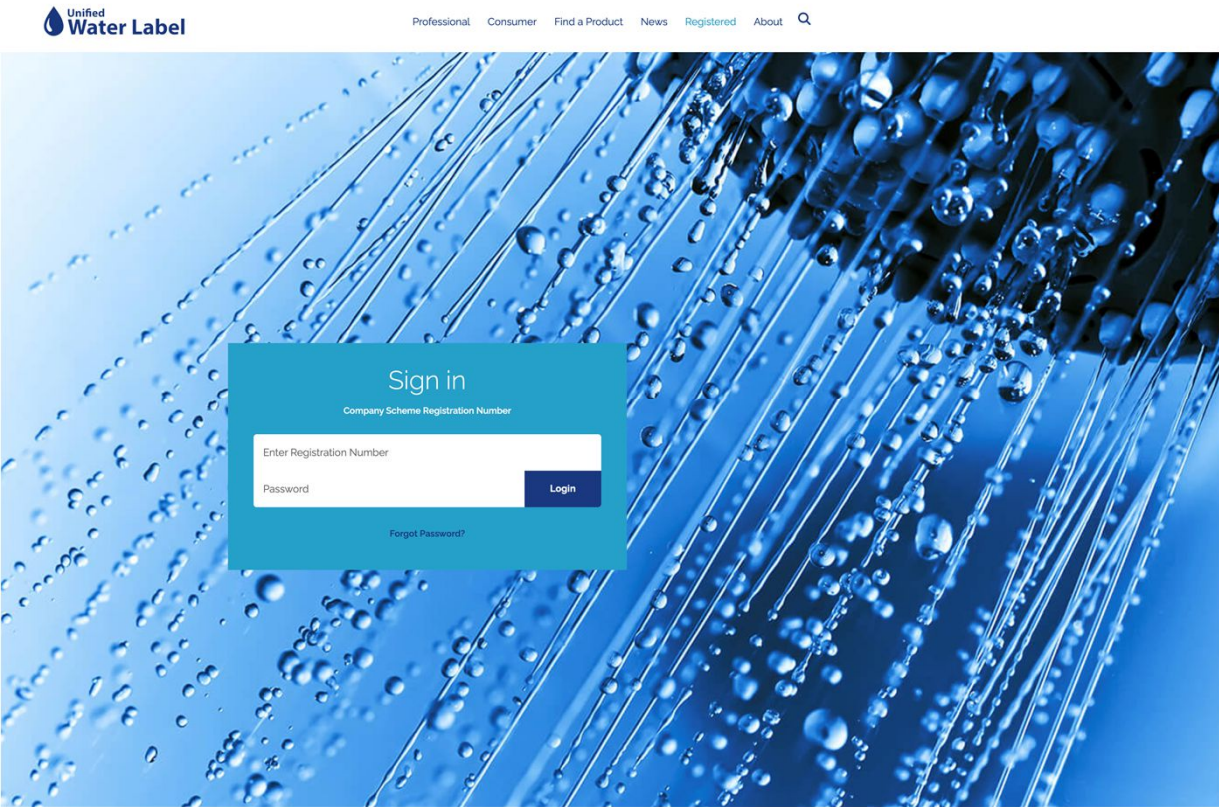 Unified
Water Label
Professional Consumer Find a Product News Registered About
Sign in
Company Scheme Registration Number
Enter Registration Number
Password
Login
Forgot Password?